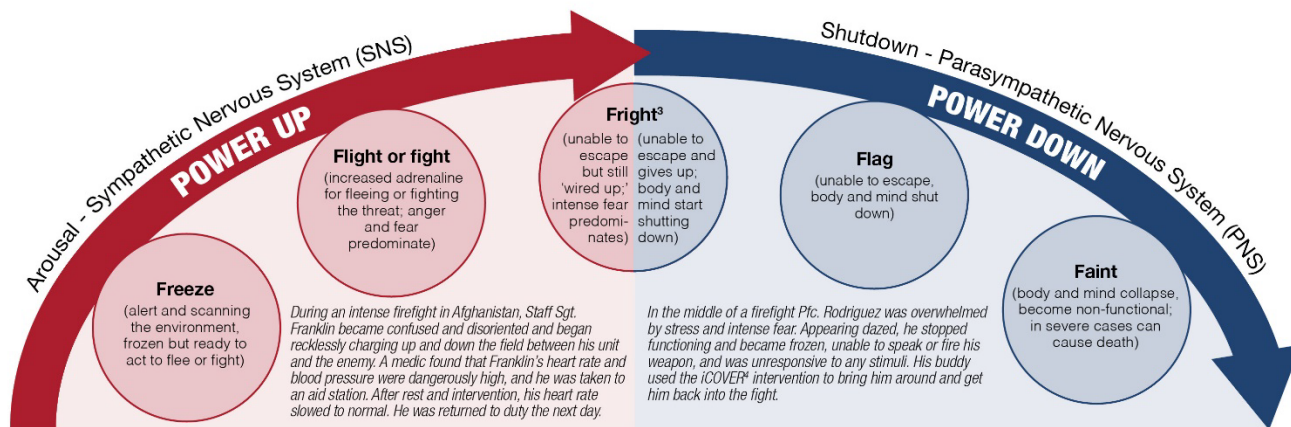 Arousal - Sympathetic Nervous System (SNS)
POWER UP
Shutdown - Parasympathetic Nervous System (PNS)
POWER DOWN
Freeze
(alert and scanning
the environment,
frozen but ready to
act to flee or fight)
Flight or fight
(increased adrenaline
for fleeing or fighting
the threat; anger
and fear
predominate)
Fright³
(unable to
escape
but still
'wired up;'
intense fear
predomi-
nates)
(unable to
escape and
gives up;
body and
mind start
shutting
down)
Flag
(unable to escape,
body and mind shut
down)
Faint
(body and mind collapse,
become non-functional;
in severe cases can
cause death)
During an intense firefight in Afghanistan, Staff Sgt.
Franklin became confused and disoriented and began
recklessly charging up and down the field between his unit
and the enemy. A medic found that Franklin's heart rate and
blood pressure were dangerously high, and he was taken to
an aid station. After rest and intervention, his heart rate
slowed to normal. He was returned to duty the next day.
In the middle of a firefight Pfc. Rodriguez was overwhelmed
by stress and intense fear. Appearing dazed, he stopped
functioning and became frozen, unable to speak or fire his
weapon, and was unresponsive to any stimuli. His buddy
used the iCOVER⁴ intervention to bring him around and get
him back into the fight.